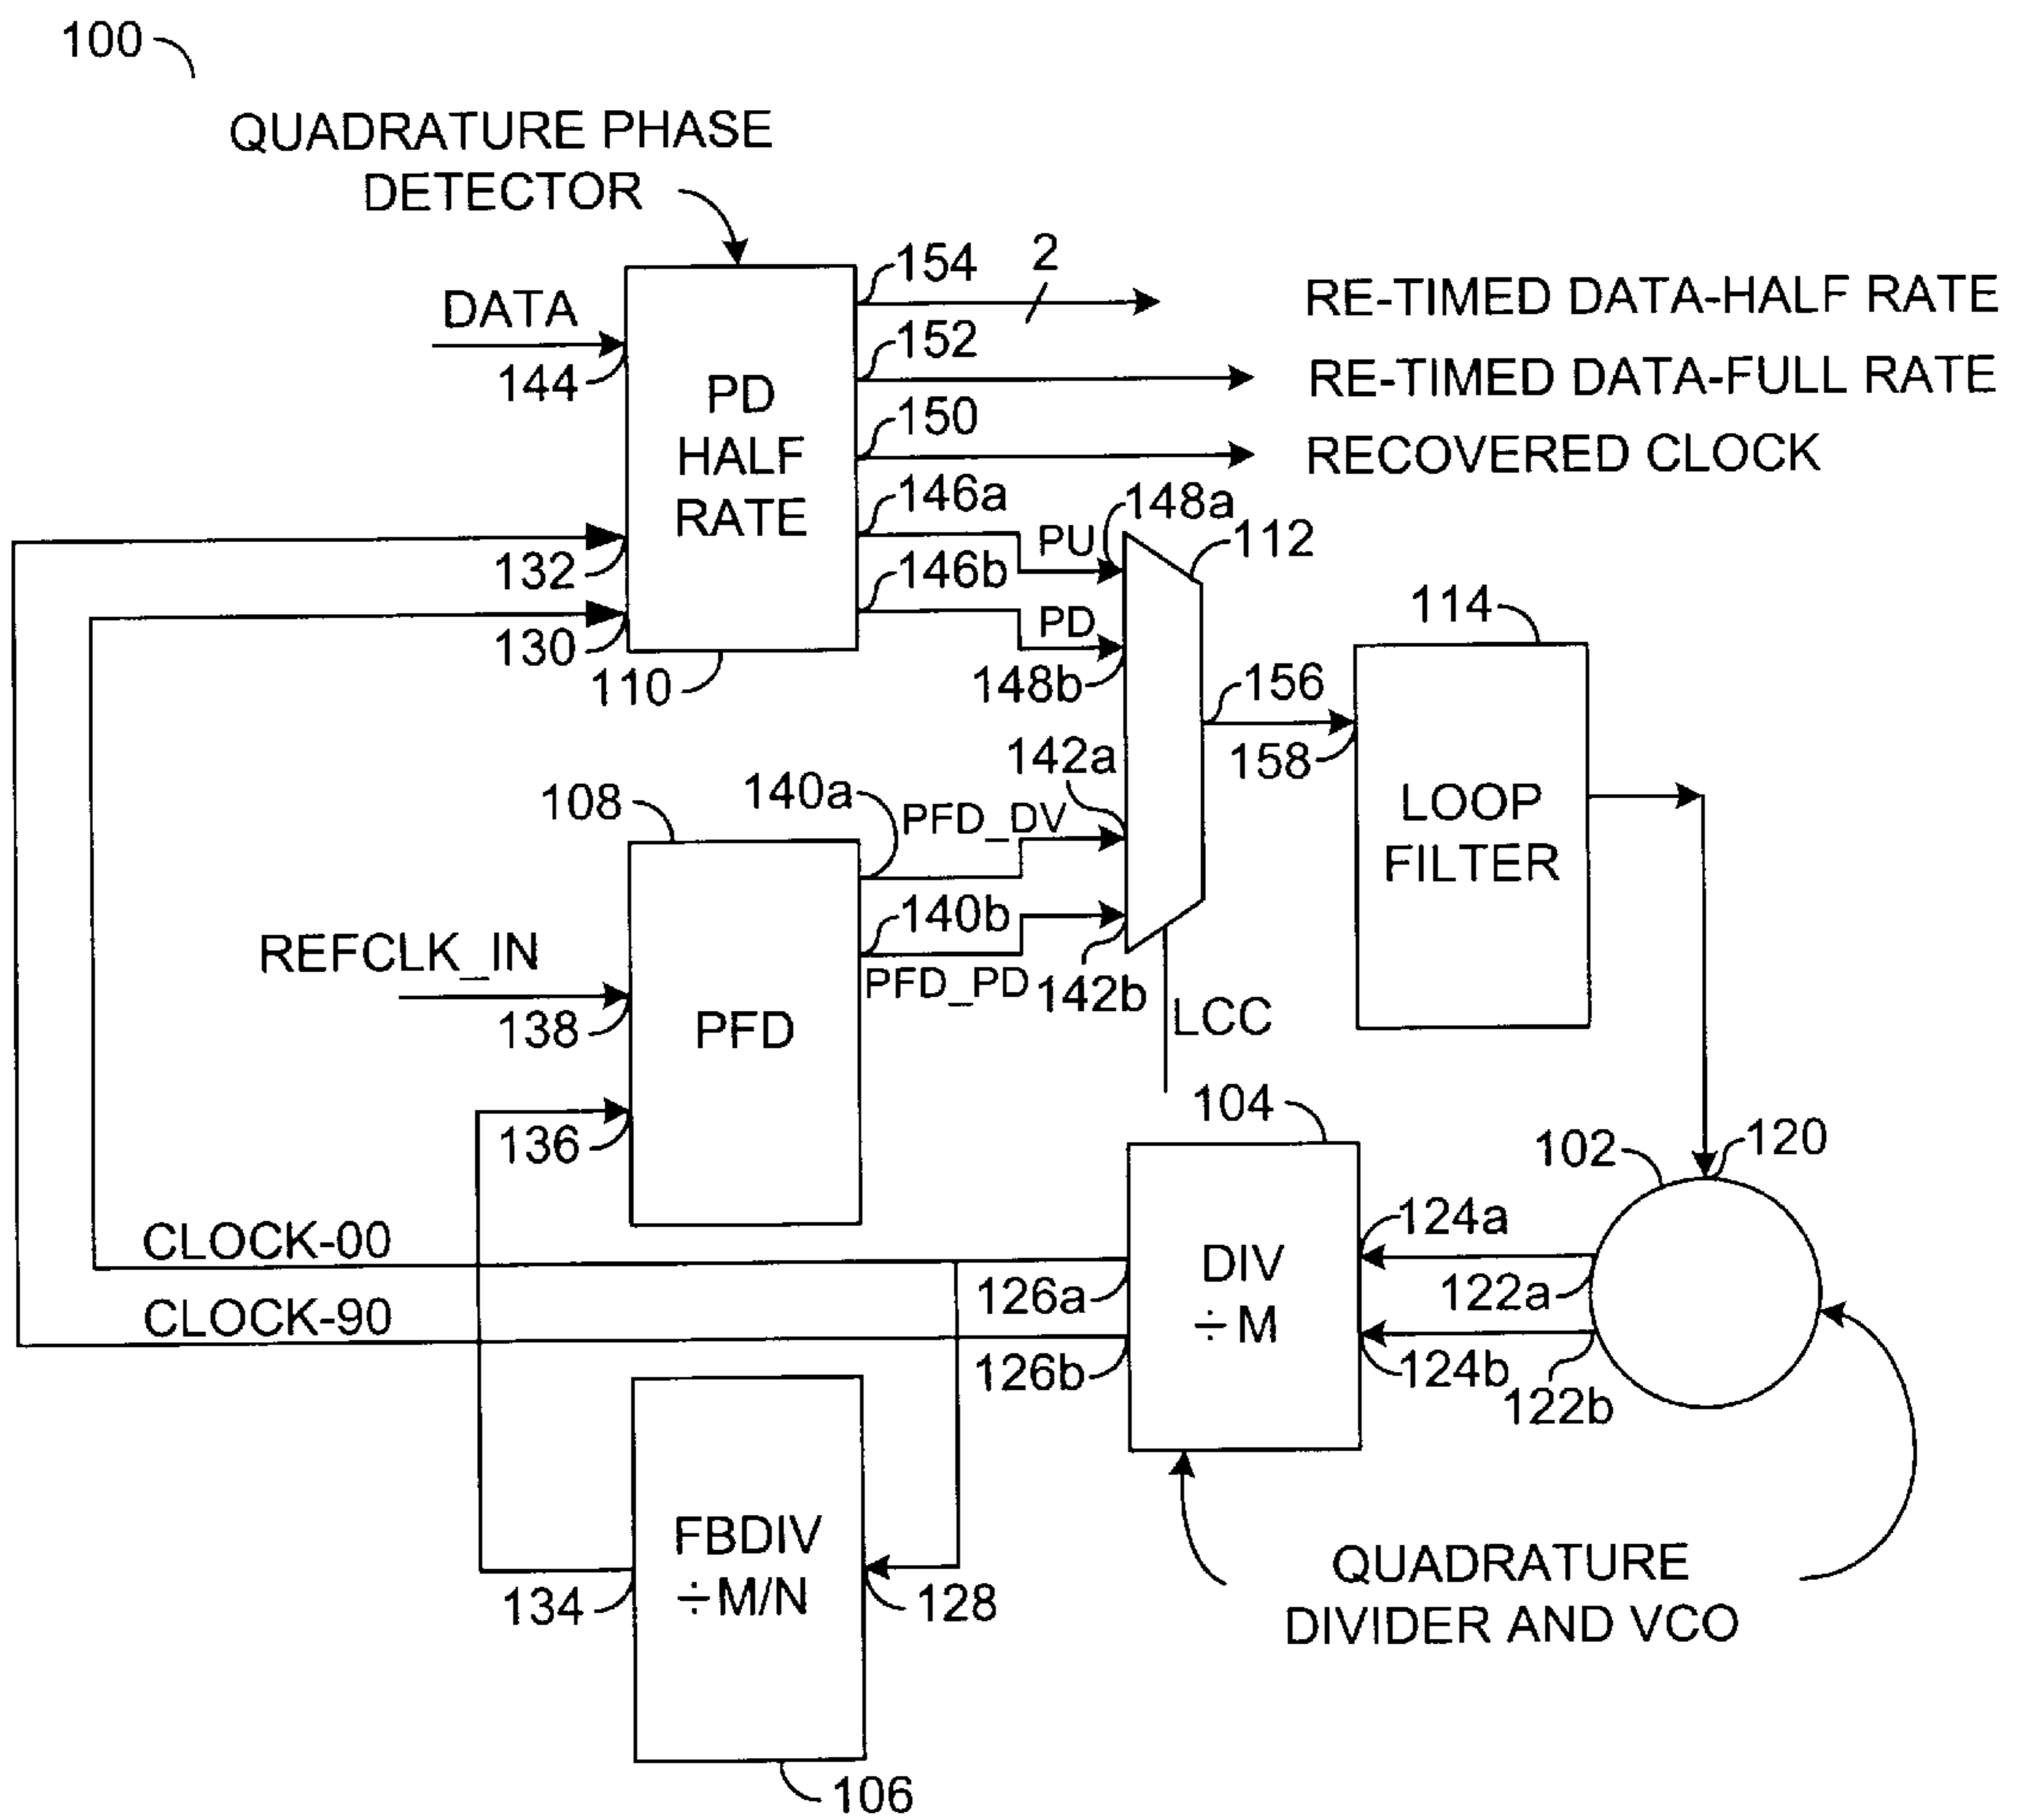 100
QUADRATURE PHASE
DETECTOR
DATA
144
PD
HALF
RATE
154
2
RE-TIMED DATA-HALF RATE
152
RE-TIMED DATA-FULL RATE
150
RECOVERED CLOCK
146a
PU
148a
112
132
146b
PD
148b
130
110
114
156
158
142a
LOOP
FILTER
108
140a
PFD_DV
140b
REFCLK_IN
PFD_PD
142b
138
PFD
LCC
136
104
102
120
CLOCK-00
126a
DIV
÷M
124a
122a
CLOCK-90
126b
124b
122b
FBDIV
÷M/N
134
128
QUADRATURE
DIVIDER AND VCO
106